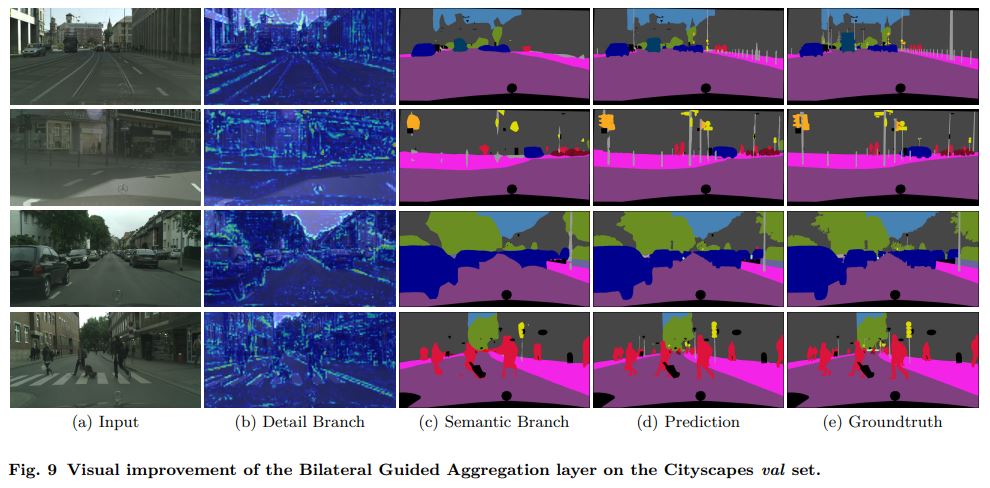 (a) Input (b) Detail Branch (c) Semantic Branch (d) Prediction (e) Groundtruth
Fig. 9 Visual improvement of the Bilateral Guided Aggregation layer on the Cityscapes val set.